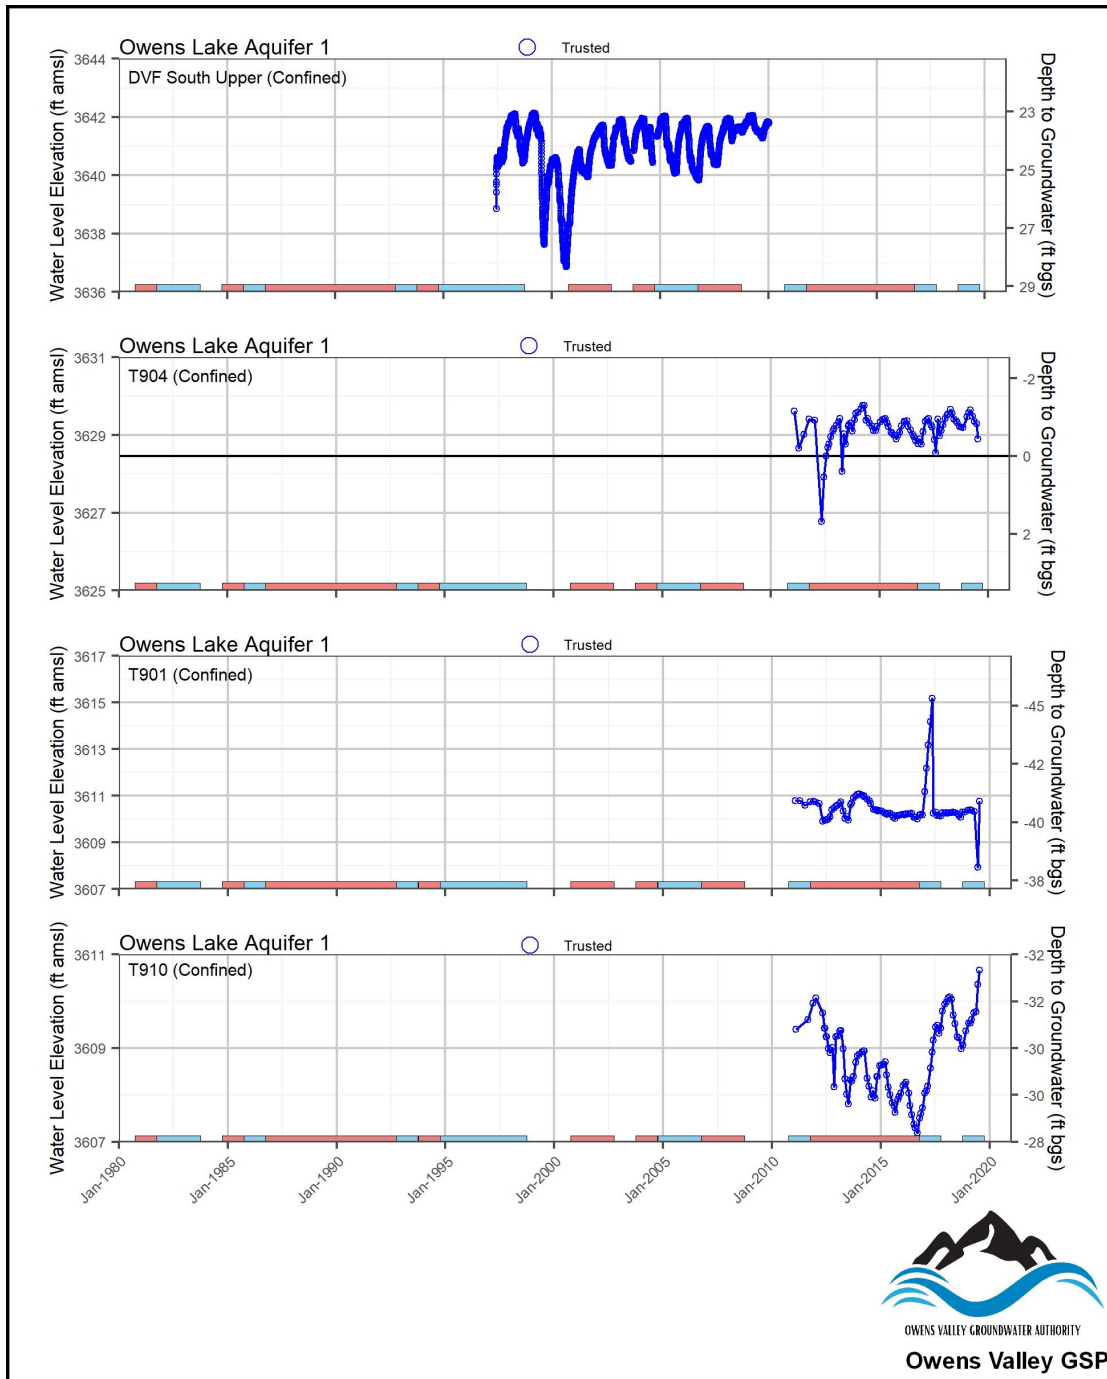 Owens Lake Aquifer 1
Trusted
DVF South Upper (Confined)
Water Level Elevation (ft amsl)
3644
3642
3640
3638
3636
Depth to Groundwater (ft bgs)
23
25
27
29
Owens Lake Aquifer 1
Trusted
T904 (Confined)
Water Level Elevation (ft amsl)
3631
3629
3627
3625
Depth to Groundwater (ft bgs)
-2
0
2
Owens Lake Aquifer 1
Trusted
T901 (Confined)
Water Level Elevation (ft amsl)
3617
3615
3613
3611
3609
3607
Depth to Groundwater (ft bgs)
-45
-42
-40
-38
Owens Lake Aquifer 1
Trusted
T910 (Confined)
Water Level Elevation (ft amsl)
3611
3609
3607
Depth to Groundwater (ft bgs)
-32
-32
-30
-30
-28
Jan-1980
Jan-1985
Jan-1990
Jan-1995
Jan-2000
Jan-2005
Jan-2010
Jan-2015
Jan-2020
OWENS VALLEY GROUNDWATER AUTHORITY
Owens Valley GSP